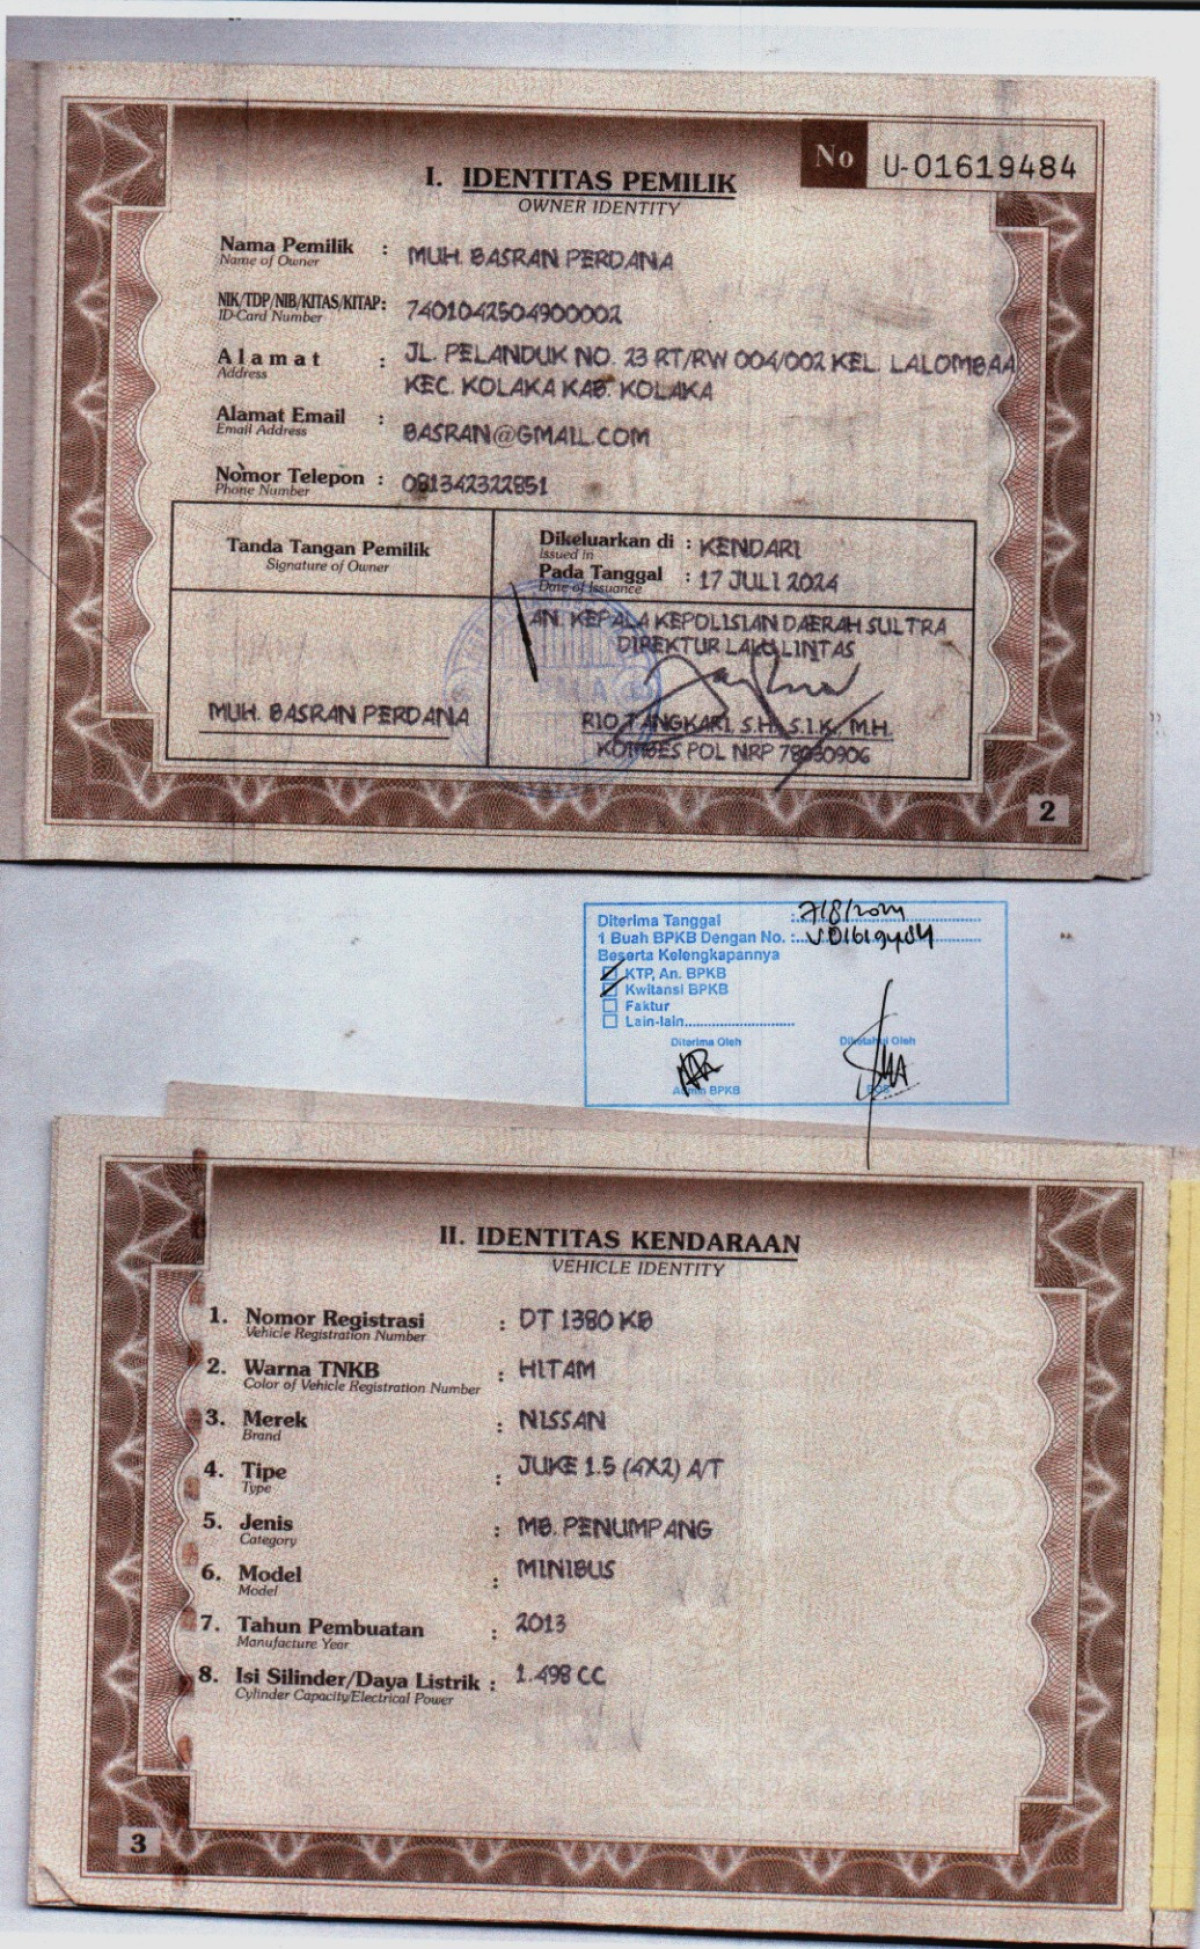 No U-01619484
I. IDENTITAS PEMILIK
OWNER IDENTITY
Nama Pemilik : MUH. BASRAN PERDANA
Name of Owner
NIK/TDP/NIB/KITAS/KITAP: 7401042504900002
ID-Card Number
Alamat : JL. PELANDUK NO. 23 RT/RW 004/002 KEL. LALOMBAA
Address
KEC. KOLAKA KAB. KOLAKA
Alamat Email : BASRAN@GMAIL.COM
Email Address
Nomor Telepon : 081342322851
Phone Number
Tanda Tangan Pemilik
Signature of Owner
Dikeluarkan di : KENDARI
Issued in
Pada Tanggal : 17 JULI 2024
Date of Issuance
AN. KEPALA KEPOLISIAN DAERAH SULTRA
DIREKTUR LALU LINTAS
MUH. BASRAN PERDANA
RIO TANGKARI, S.H., S.I.K., M.H.
KOMBES POL NRP
2
Diterima Tanggal : 7/8/2024
1 Buah BPKB Dengan No. : U01619484
Beserta Kelengkapannya
KTP, An. BPKB
Kwitansi BPKB
Faktur
Lain-lain
Diterima Oleh Diketahui Oleh
Admin BPKB
II. IDENTITAS KENDARAAN
VEHICLE IDENTITY
1. Nomor Registrasi : DT 1380 KB
Vehicle Registration Number
2. Warna TNKB : HITAM
Color of Vehicle Registration Number
3. Merek : NISSAN
Brand
4. Tipe : JUKE 1.5 (4X2) A/T
Type
5. Jenis : MB. PENUMPANG
Category
6. Model : MINIBUS
Model
7. Tahun Pembuatan : 2013
Manufacture Year
8. Isi Silinder/Daya Listrik : 1.498 CC
Cylinder Capacity/Electrical Power
3